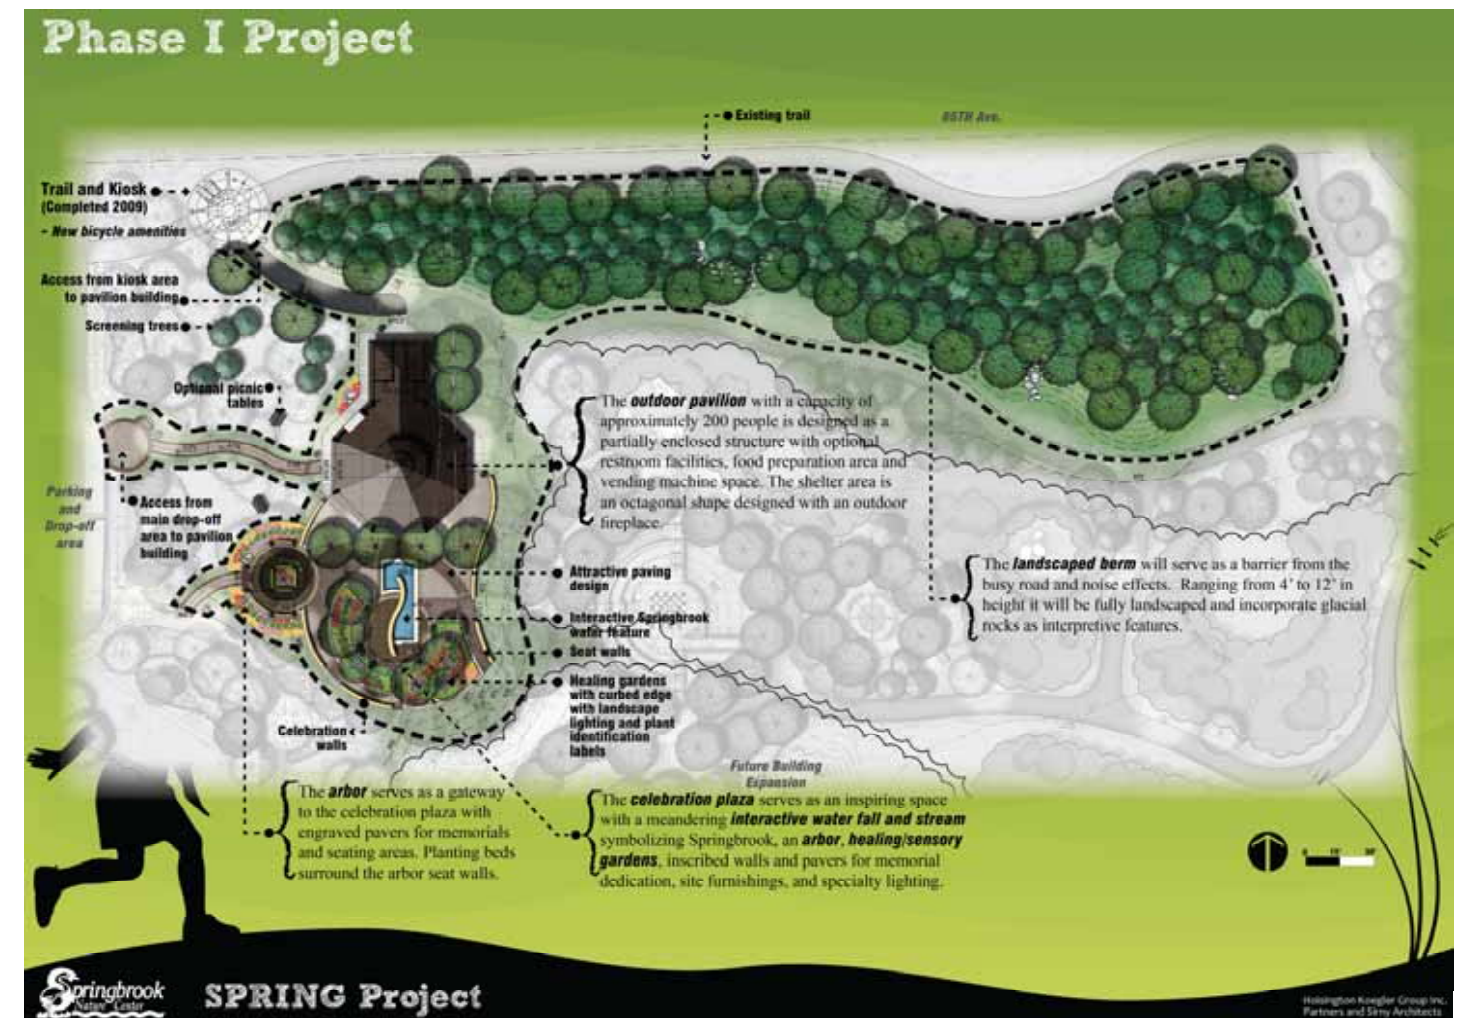 Phase I Project
Existing trail
85TH Ave.
Trail and Kiosk
(Completed 2009)
- New bicycle amenities
Access from kiosk area
to pavilion building
Screening trees
Optional picnic
tables
The outdoor pavilion with a capacity of
approximately 200 people is designed as a
partially enclosed structure with optional
restroom facilities, food preparation area and
vending machine space. The shelter area is
an octagonal shape designed with an outdoor
fireplace.
Parking
and
Drop-off
area
Access from
main drop-off
area to pavilion
building
The landscaped berm will serve as a barrier from the
busy road and noise effects. Ranging from 4' to 12' in
height it will be fully landscaped and incorporate glacial
rocks as interpretive features.
Attractive paving
design
Interactive Springbrook
water feature
Seat walls
Healing gardens
with curbed edge
with landscape
lighting and plant
identification
labels
Celebration
walls
Future Building
Expansion
The arbor serves as a gateway
to the celebration plaza with
engraved pavers for memorials
and seating areas. Planting beds
surround the arbor seat walls.
The celebration plaza serves as an inspiring space
with a meandering interactive water fall and stream
symbolizing Springbrook, an arbor, healing/sensory
gardens, inscribed walls and pavers for memorial
dedication, site furnishings, and specialty lighting.
0 15' 30'
Springbrook
Nature Center
SPRING Project
Hoisington Koegler Group Inc.
Partners and Sirny Architects